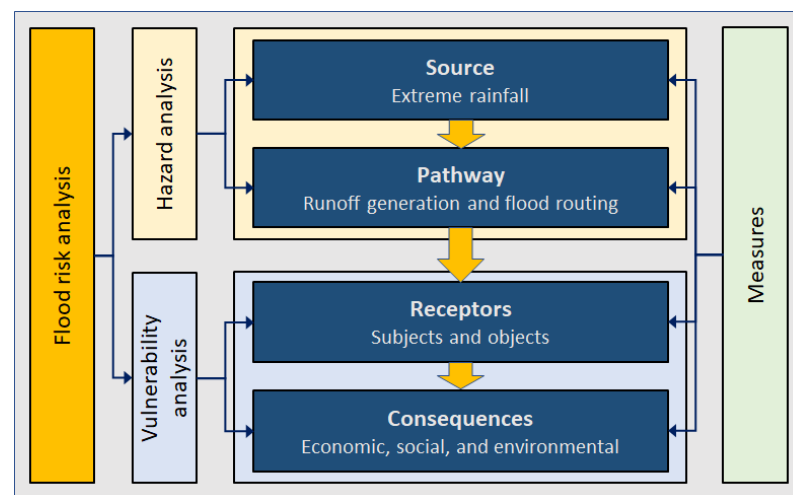 Flood risk analysis
Hazard analysis
Vulnerability
analysis
Source
Extreme rainfall
Pathway
Runoff generation and flood routing
Receptors
Subjects and objects
Consequences
Economic, social, and environmental
Measures